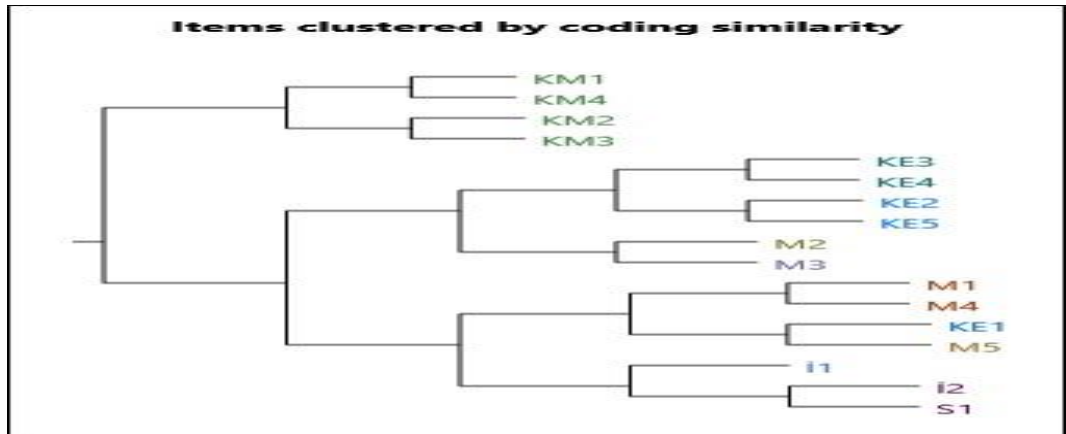 Items clustered by coding similarity
KM1
KM4
KM2
KM3
KE3
KE4
KE2
KE5
M2
M3
M1
M4
KE1
M5
i1
i2
S1